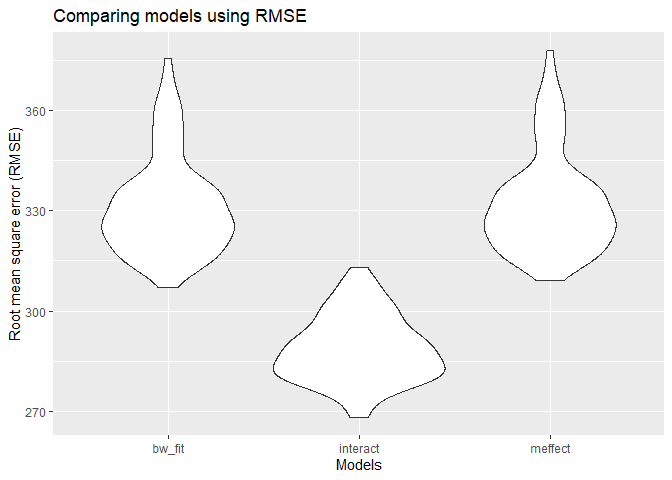 Comparing models using RMSE
Root mean square error (RMSE)
360
330
300
270
bw_fit interact meffect
Models